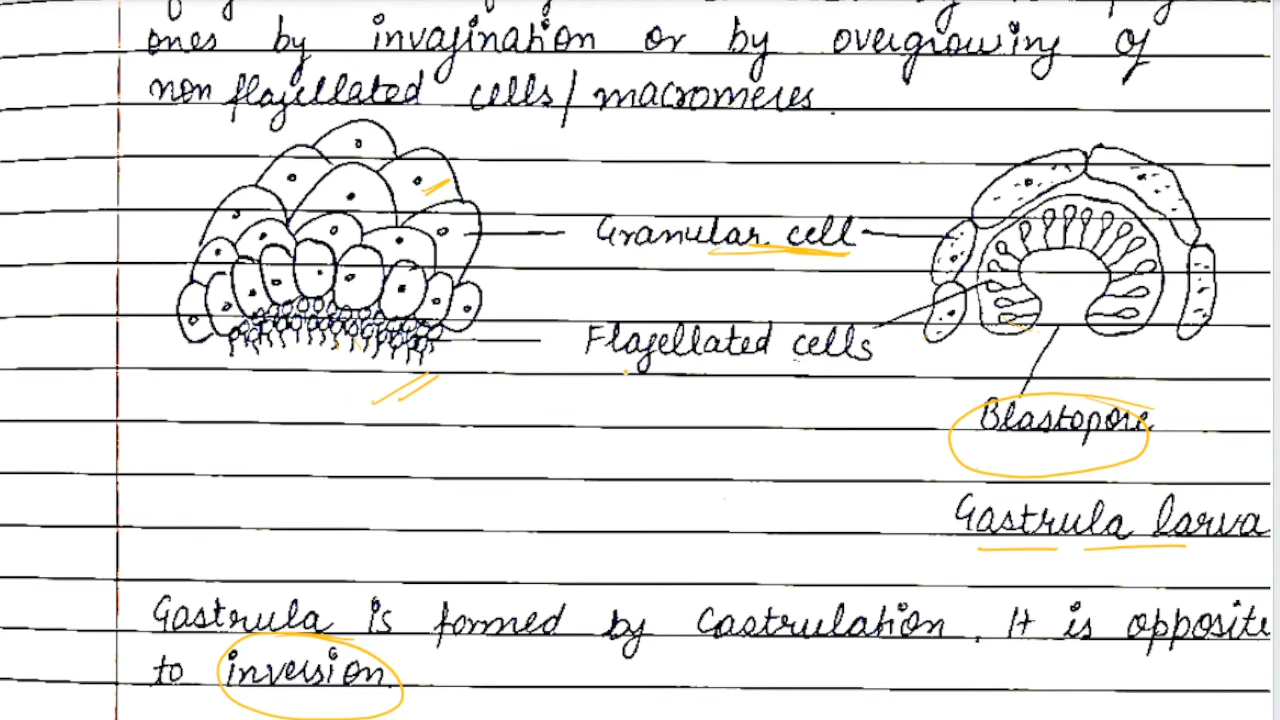 ones by invagination or by overgrowing of
non flagellated cells/macromeres.
Granular cell
Flagellated cells
Blastopore
Gastrula larva
Gastrula is formed by Castrulation. It is opposite
to inversion